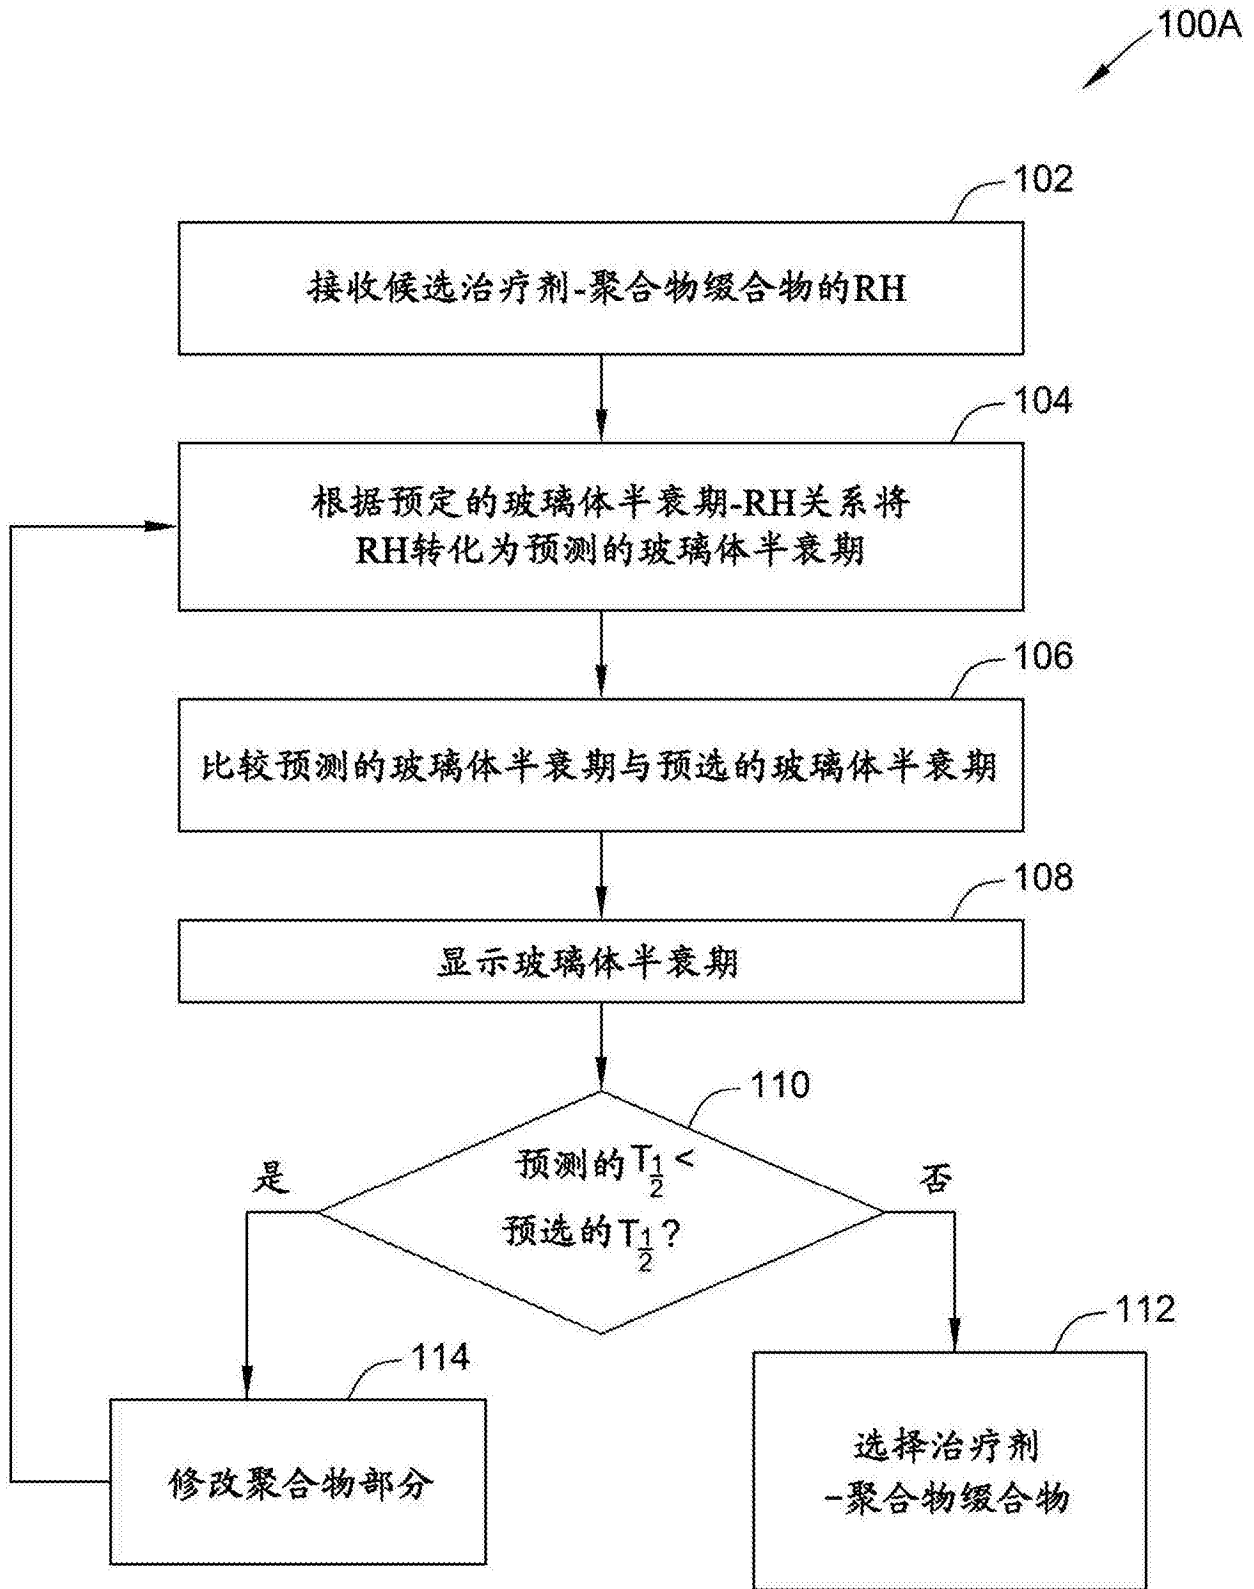 100A
102
接收候选治疗剂-聚合物缀合物的RH
104
根据预定的玻璃体半衰期-RH关系将
RH转化为预测的玻璃体半衰期
106
比较预测的玻璃体半衰期与预选的玻璃体半衰期
108
显示玻璃体半衰期
110
预测的T1/2 <
预选的T1/2?
是
否
112
选择治疗剂
-聚合物缀合物
114
修改聚合物部分